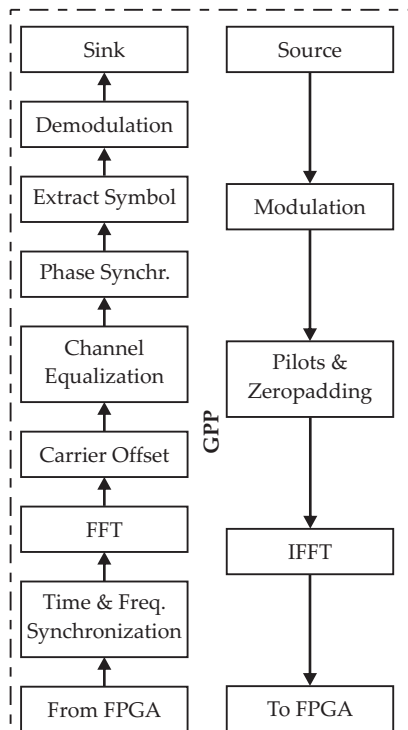 Sink
Demodulation
Extract Symbol
Phase Synchr.
Channel
Equalization
Carrier Offset
FFT
Time & Freq.
Synchronization
From FPGA
GPP
Source
Modulation
Pilots &
Zeropadding
IFFT
To FPGA